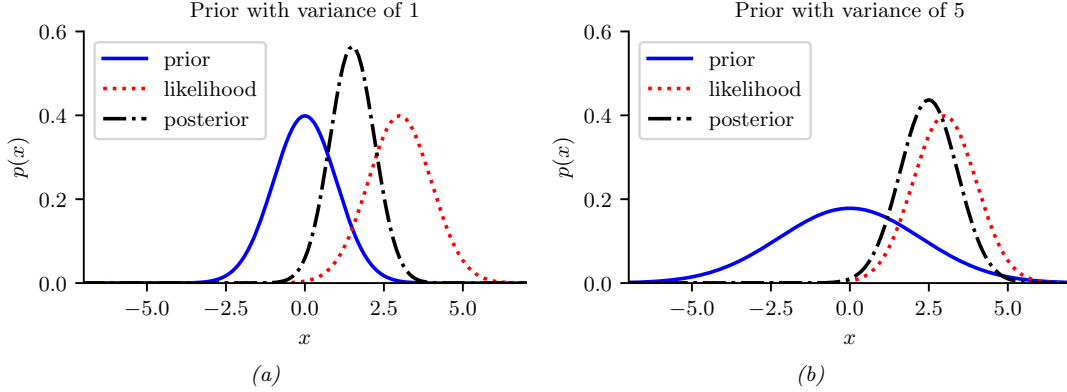 Prior with variance of 1
0.6
0.4
0.2
0.0
p(x)
prior
likelihood
posterior
−5.0 −2.5 0.0 2.5 5.0
x
(a)
Prior with variance of 5
0.6
0.4
0.2
0.0
p(x)
prior
likelihood
posterior
−5.0 −2.5 0.0 2.5 5.0
x
(b)